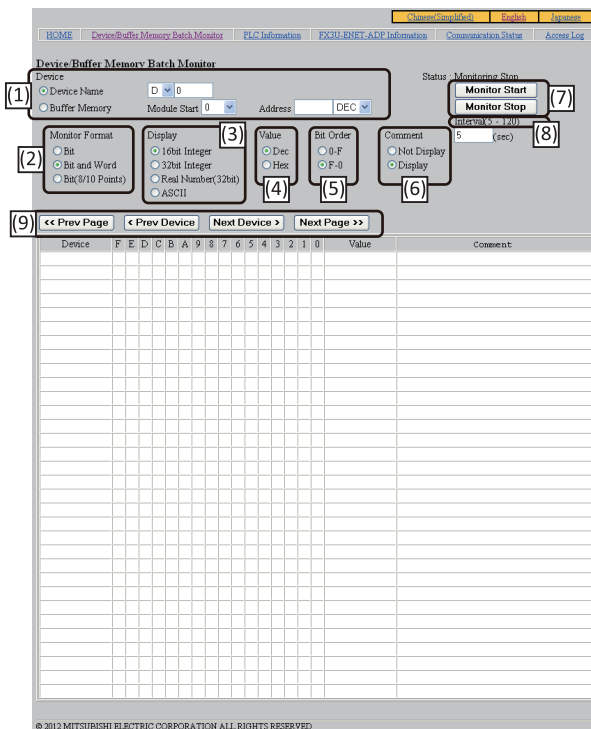 Chinese(Simplified) English Japanese
HOME Device/Buffer Memory Batch Monitor PLC Information FX3U-ENET-ADP Information Communication Status Access Log
Device/Buffer Memory Batch Monitor
Device Status : Monitoring Stop
(1) Device Name D 0 Monitor Start (7)
Buffer Memory Module Start 0 Address DEC Monitor Stop
Interval(5 - 120) (8)
5 (sec)
Monitor Format Display (3) Value Bit Order Comment
(2) Bit 16bit Integer Dec 0-F Not Display
Bit and Word 32bit Integer Hex F-0 Display
Bit(8/10 Points) Real Number(32bit) (4) (5) (6)
ASCII
(9) << Prev Page < Prev Device Next Device > Next Page >>
Device F E D C B A 9 8 7 6 5 4 3 2 1 0 Value Comment
© 2012 MITSUBISHI ELECTRIC CORPORATION ALL RIGHTS RESERVED